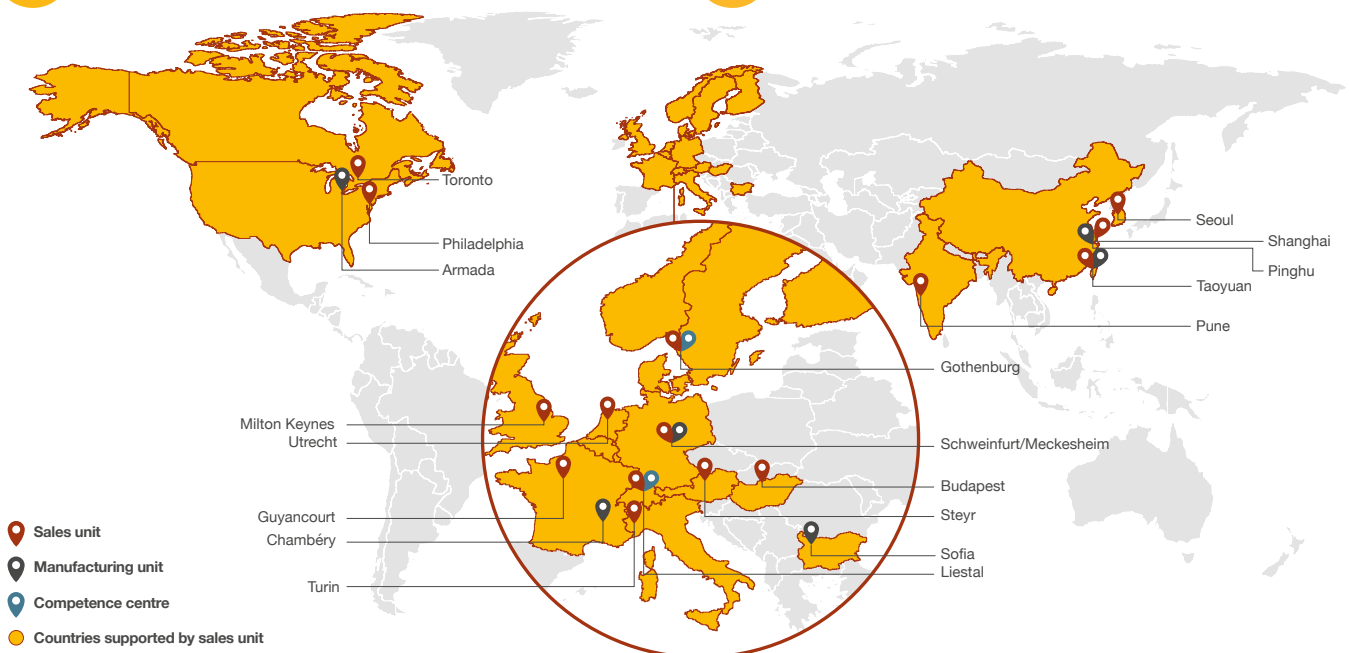 Toronto
Philadelphia
Armada
Seoul
Shanghai
Pinghu
Taoyuan
Pune
Gothenburg
Milton Keynes
Utrecht
Schweinfurt/Meckesheim
Budapest
Guyancourt
Steyr
Chambéry
Sofia
Liestal
Turin
Sales unit
Manufacturing unit
Competence centre
Countries supported by sales unit